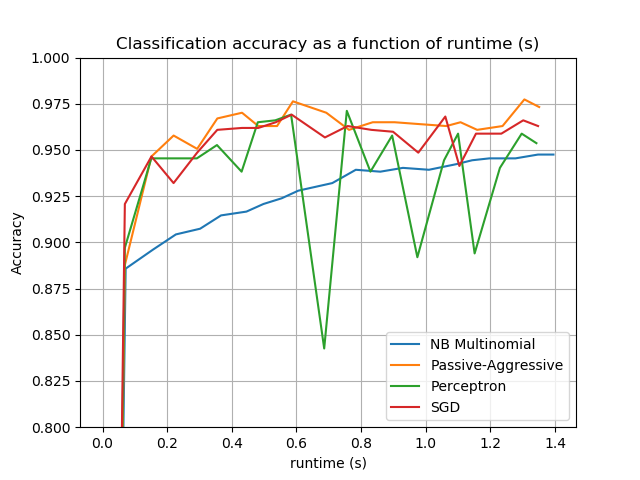 Classification accuracy as a function of runtime (s)
1.000
0.975
0.950
0.925
0.900
0.875
0.850
0.825
0.800
Accuracy
NB Multinomial
Passive-Aggressive
Perceptron
SGD
0.0 0.2 0.4 0.6 0.8 1.0 1.2 1.4
runtime (s)